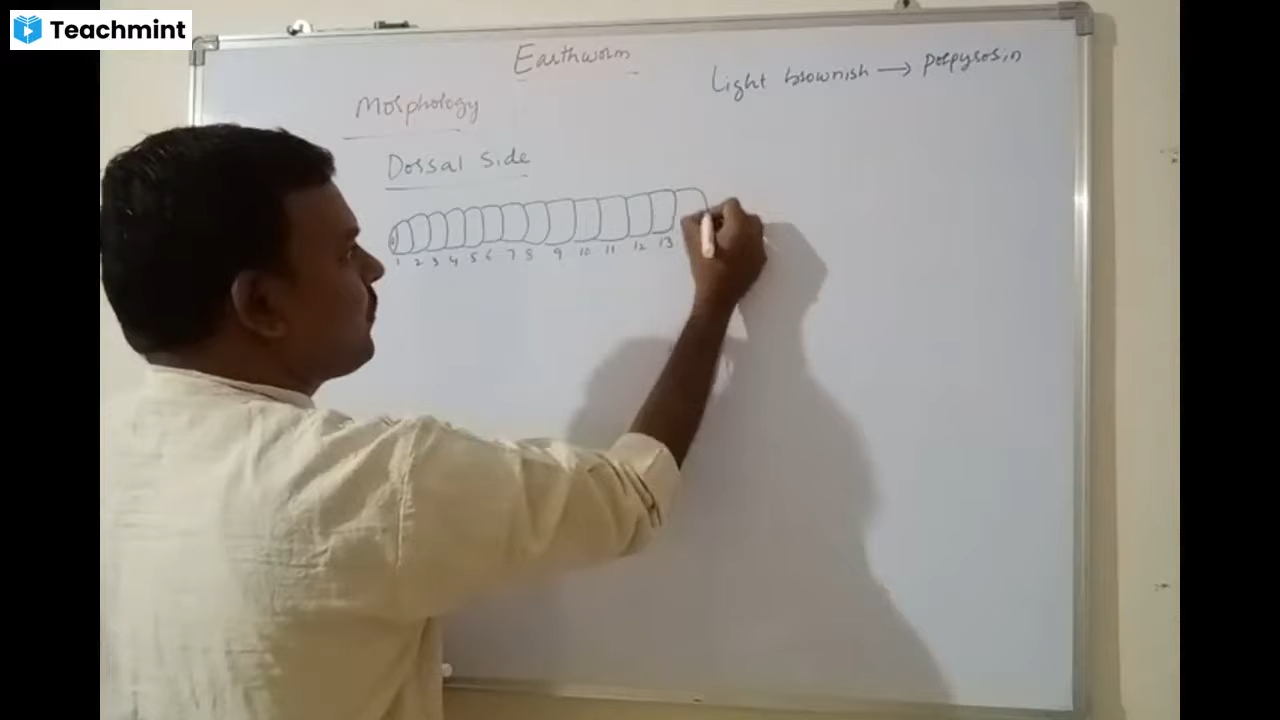 Teachmint
Earthworm
Light brownish → porpyrosin
Morphology
Dorsal side
1 2 3 4 5 6 7 8 9 10 11 12 13